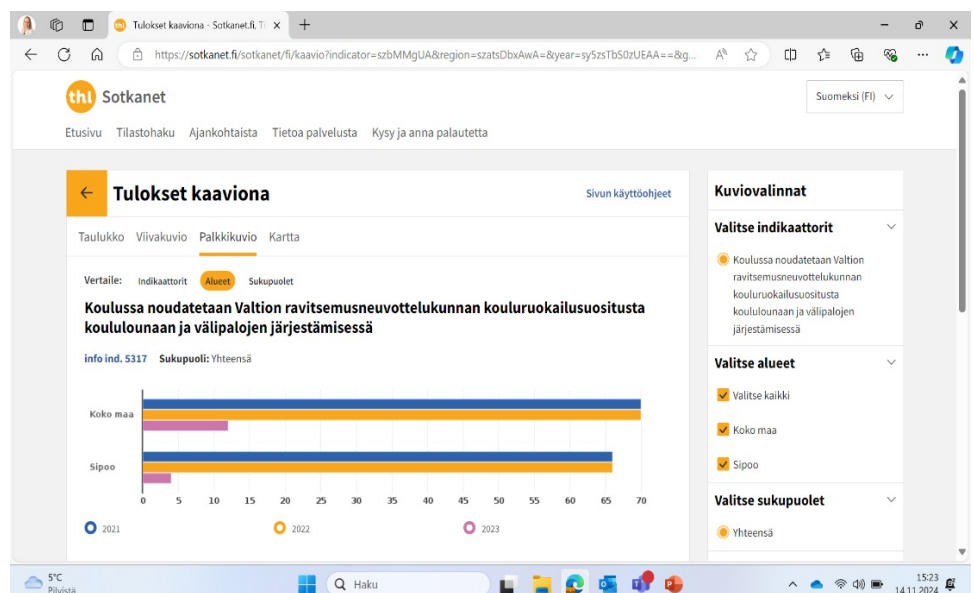 Tulokset kaaviona - Sotkanet.fi, Ti
https://sotkanet.fi/sotkanet/fi/kaavio?indicator=szbMMgUA&region=szatsDbxAwA=&year=sy5zsTbS0zUEAA==&g...
thl Sotkanet
Suomeksi (FI)
Etusivu Tilastohaku Ajankohtaista Tietoa palvelusta Kysy ja anna palautetta
Tulokset kaaviona
Sivun käyttöohjeet
Taulukko Viivakuvio Palkkikuvio Kartta
Vertaile: Indikaattorit Alueet Sukupuolet
Koulussa noudatetaan Valtion ravitsemusneuvottelukunnan kouluruokailusuositusta
koululounaan ja välipalojen järjestämisessä
info ind. 5317 Sukupuoli: Yhteensä
Koko maa
Sipoo
0 5 10 15 20 25 30 35 40 45 50 55 60 65 70
2021 2022 2023
Kuviovalinnat
Valitse indikaattorit
Koulussa noudatetaan Valtion
ravitsemusneuvottelukunnan
kouluruokailusuositusta
koululounaan ja välipalojen
järjestämisessä
Valitse alueet
Valitse kaikki
Koko maa
Sipoo
Valitse sukupuolet
Yhteensä
5°C
Pilvistä
Haku
15:23
14.11.2024